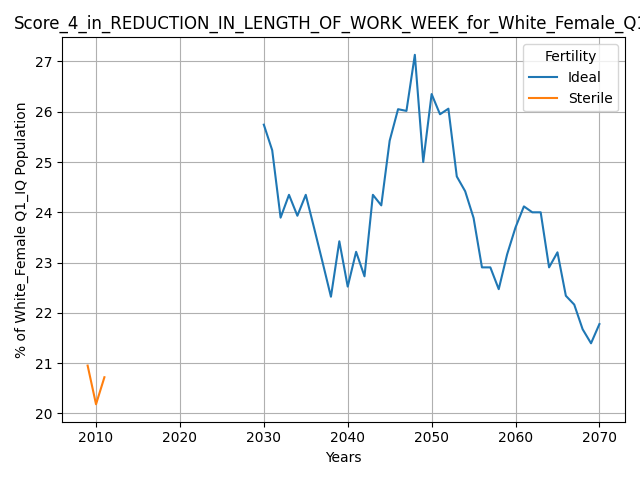 Score_4_in_REDUCTION_IN_LENGTH_OF_WORK_WEEK_for_White_Female_Q1
Fertility
Ideal
Sterile
% of White_Female Q1_IQ Population
27
26
25
24
23
22
21
20
2010 2020 2030 2040 2050 2060 2070
Years